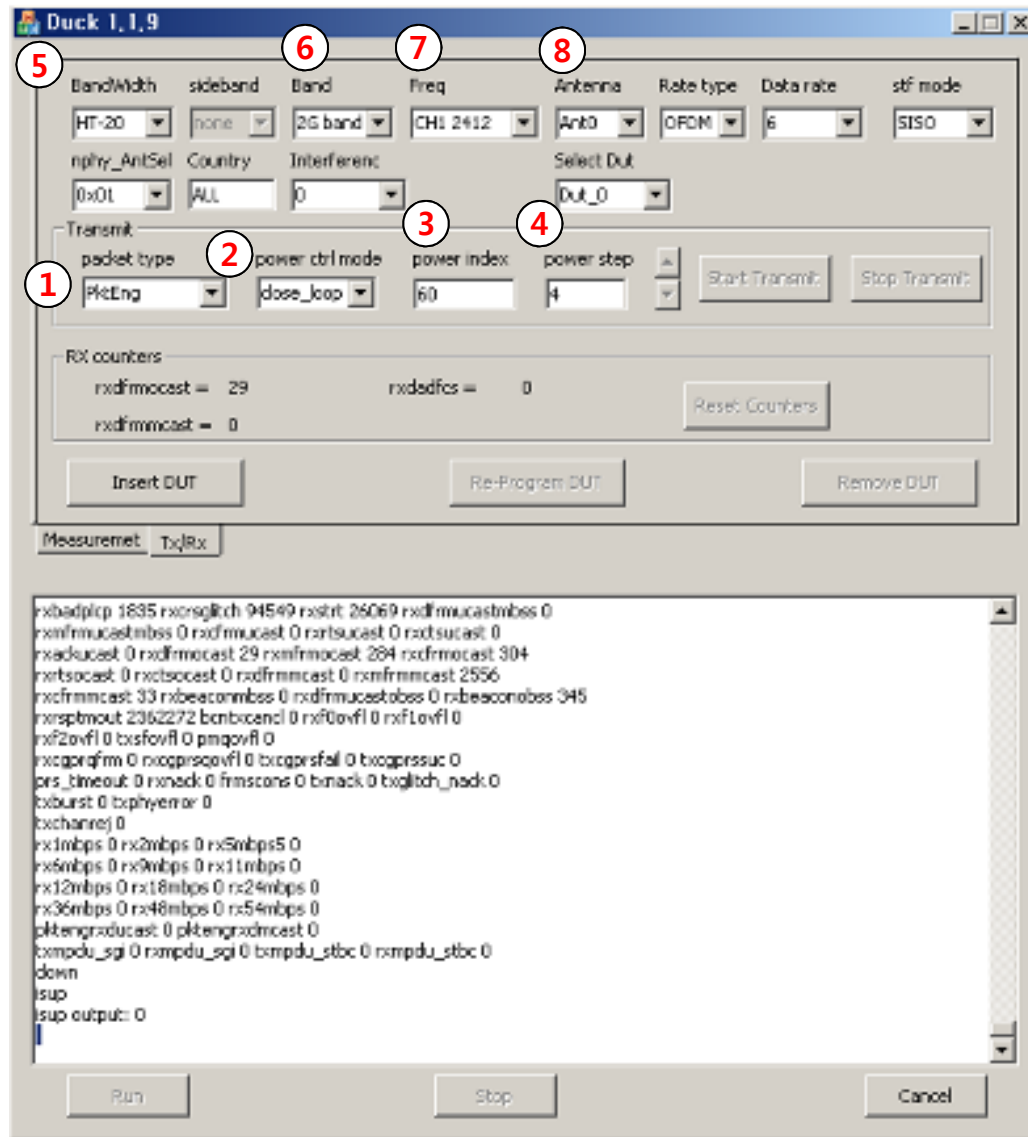 Duck 1,1,9
5 6 7 8
BandWidth sideband Band Freq Antenna Rate type Data rate stf mode
HT-20 none 2G band CH1 2412 Ant0 OFDM 6 SISO
nphy_AntSel Country Interferenc Select Dut
0x01 ALL 0 Dut_0
Transmit
1 2 3 4
packet type power ctrl mode power index power step
PktEng close_loop 60 4 Start Transmit Stop Transmit
RX counters
rxdfrmocast = 29 rxdadfcs = 0
Reset Counters
rxdfrmmcast = 0
Insert DUT Re-Program DUT Remove DUT
Measuremet Tx/Rx
rxbadplcp 1835 rxcrsglitch 94549 rxstrt 26069 rxdfrmucastmbss 0
rxmfrmucastmbss 0 rxcfrmucast 0 rxrtsucast 0 rxctsucast 0
rxackucast 0 rxdfrmocast 29 rxmfrmocast 284 rxcfrmocast 304
rxrtsocast 0 rxctsocast 0 rxdfrmmcast 0 rxmfrmmcast 2556
rxcfrmmcast 33 rxbeaconmbss 0 rxdfrmucastobss 0 rxbeaconobss 345
rxrsptmout 2362272 bcntxcancl 0 rxf0ovfl 0 rxf1ovfl 0
rxf2ovfl 0 txsfovfl 0 pmqovfl 0
rxcgprqfrm 0 rxcgprsqovfl 0 txcgprsfail 0 txcgprssuc 0
prs_timeout 0 rxnack 0 frmscons 0 txnack 0 txglitch_nack 0
txburst 0 txphyerror 0
txchanrej 0
rx1mbps 0 rx2mbps 0 rx5mbps5 0
rx6mbps 0 rx9mbps 0 rx11mbps 0
rx12mbps 0 rx18mbps 0 rx24mbps 0
rx36mbps 0 rx48mbps 0 rx54mbps 0
pktengrxducast 0 pktengrxdmcast 0
txmpdu_sgi 0 rxmpdu_sgi 0 txmpdu_stbc 0 rxmpdu_stbc 0
down
isup
isup output: 0
Run Stop Cancel